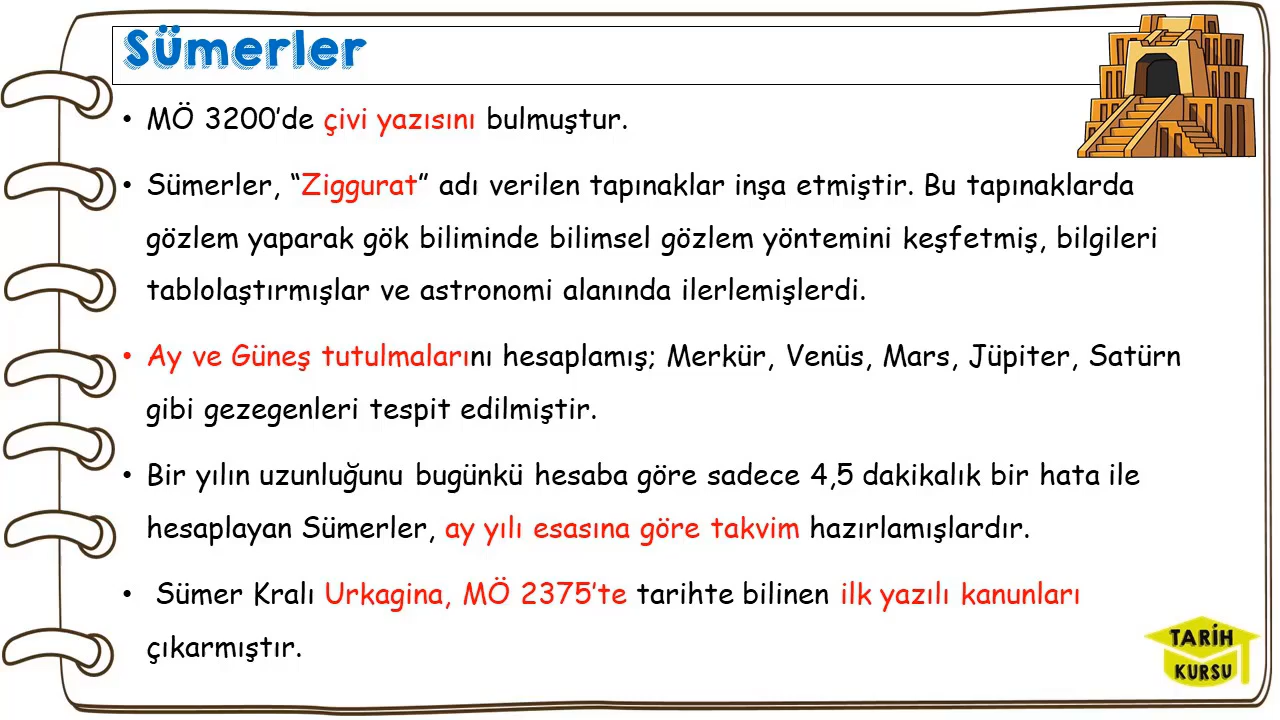 Sümerler
• MÖ 3200’de çivi yazısını bulmuştur.
• Sümerler, “Ziggurat” adı verilen tapınaklar inşa etmiştir. Bu tapınaklarda
gözlem yaparak gök biliminde bilimsel gözlem yöntemini keşfetmiş, bilgileri
tablolaştırmışlar ve astronomi alanında ilerlemişlerdi.
• Ay ve Güneş tutulmalarını hesaplamış; Merkür, Venüs, Mars, Jüpiter, Satürn
gibi gezegenleri tespit edilmiştir.
• Bir yılın uzunluğunu bugünkü hesaba göre sadece 4,5 dakikalık bir hata ile
hesaplayan Sümerler, ay yılı esasına göre takvim hazırlamışlardır.
• Sümer Kralı Urkagina, MÖ 2375’te tarihte bilinen ilk yazılı kanunları
çıkarmıştır.
TARİH
KURSU